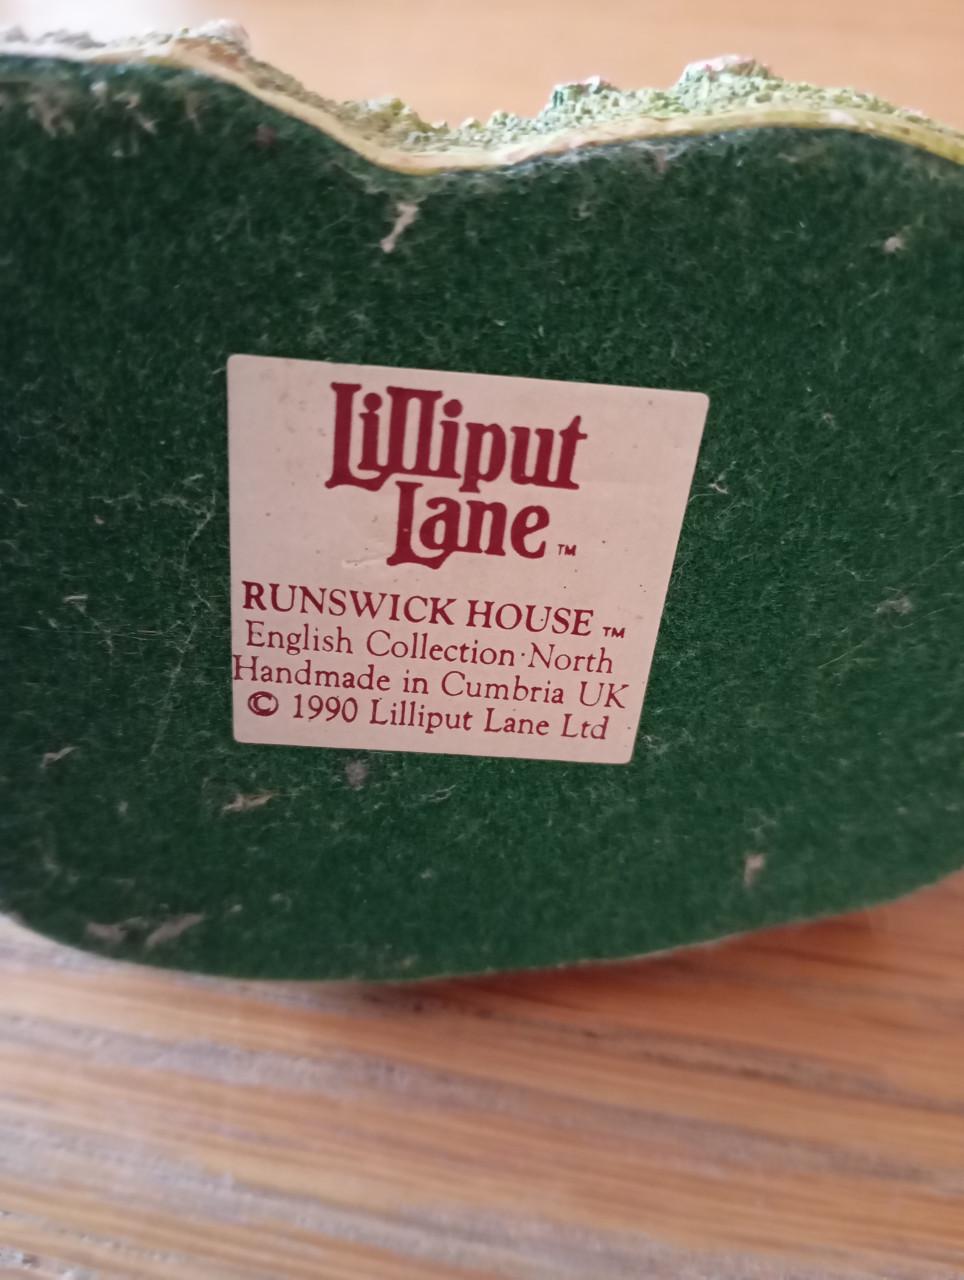 Lilliput
Lane™
RUNSWICK HOUSE™
English Collection·North
Handmade in Cumbria UK
© 1990 Lilliput Lane Ltd